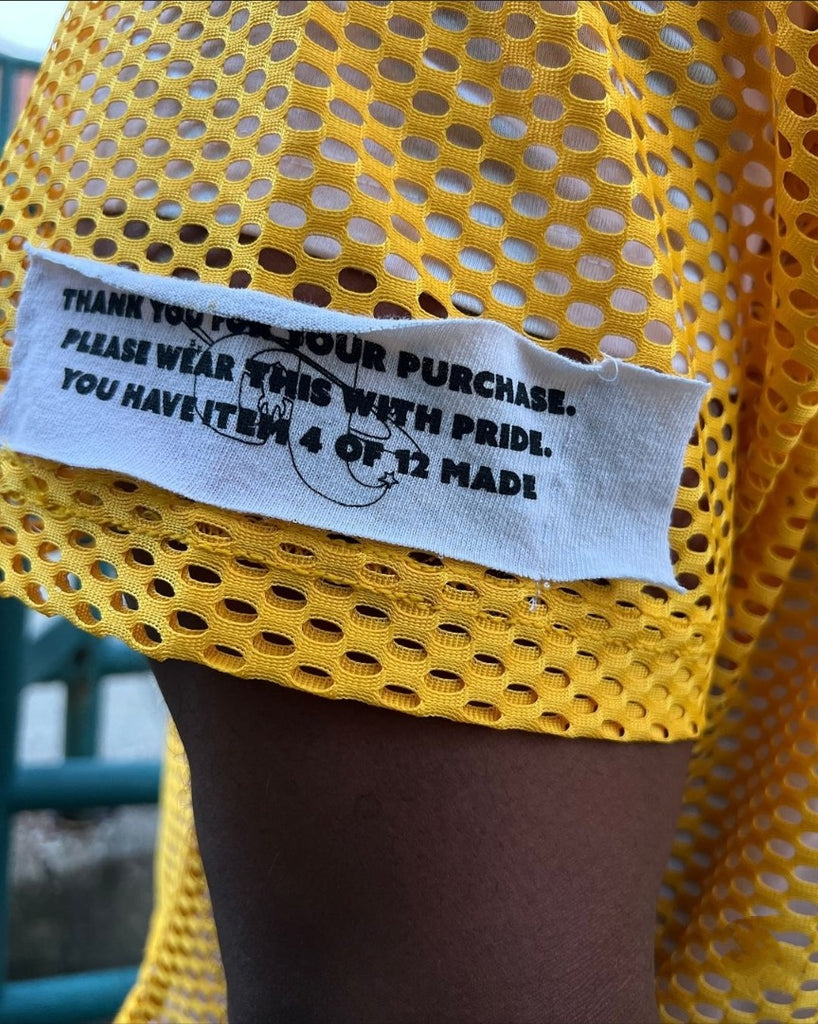 THANK YOU FOR YOUR PURCHASE.
PLEASE WEAR THIS WITH PRIDE.
YOU HAVE ITEM 4 OF 12 MADE